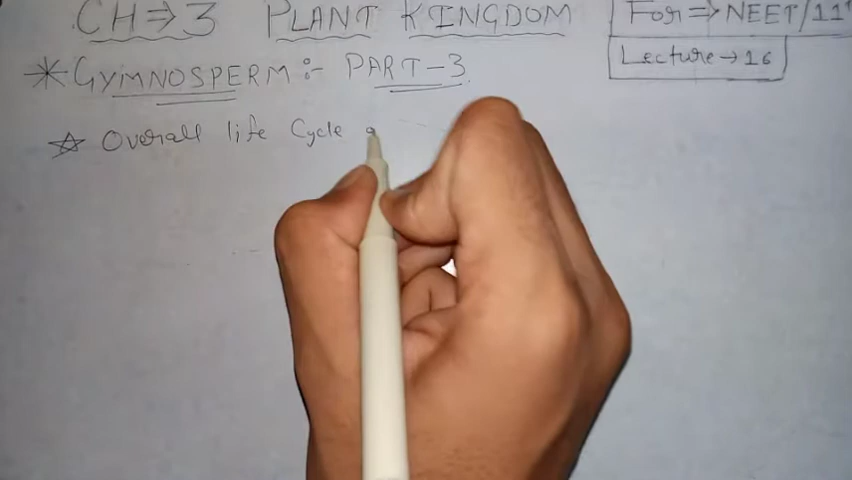 CH⇒3 PLANT KINGDOM
For⇒NEET/11
Lecture→16
*GYMNOSPERM:- PART-3
☆ Overall life Cycle